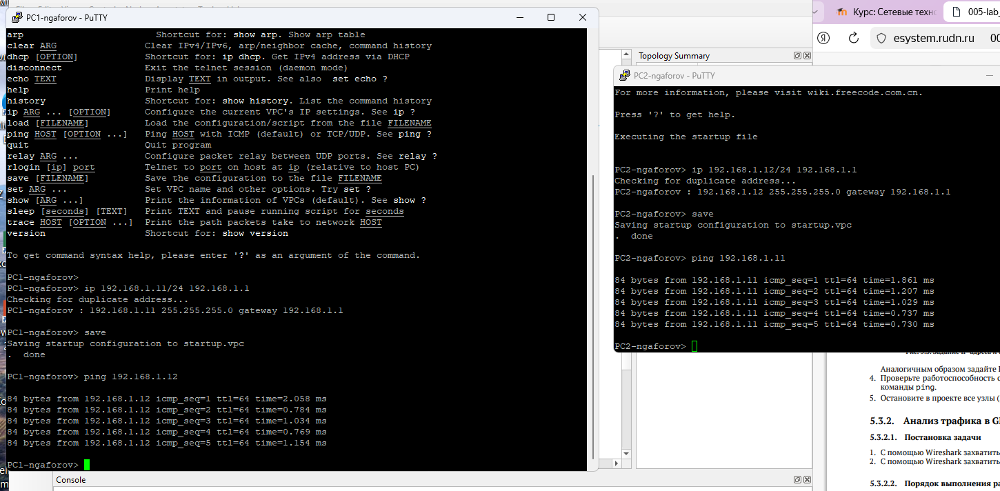 PC1-ngaforov - PuTTY
arp Shortcut for: show arp. Show arp table
clear ARG Clear IPv4/IPv6, arp/neighbor cache, command history
dhcp [OPTION] Shortcut for: ip dhcp. Get IPv4 address via DHCP
disconnect Exit the telnet session (daemon mode)
echo TEXT Display TEXT in output. See also set echo ?
help Print help
history Shortcut for: show history. List the command history
ip ARG ... [OPTION] Configure the current VPC's IP settings. See ip ?
load [FILENAME] Load the configuration/script from the file FILENAME
ping HOST [OPTION ...] Ping HOST with ICMP (default) or TCP/UDP. See ping ?
quit Quit program
relay ARG ... Configure packet relay between UDP ports. See relay ?
rlogin [ip] port Telnet to port on host at ip (relative to host PC)
save [FILENAME] Save the configuration to the file FILENAME
set ARG ... Set VPC name and other options. Try set ?
show [ARG ...] Print the information of VPCs (default). See show ?
sleep [seconds] [TEXT] Print TEXT and pause running script for seconds
trace HOST [OPTION ...] Print the path packets take to network HOST
version Shortcut for: show version
To get command syntax help, please enter '?' as an argument of the command.
PC1-ngaforov>
PC1-ngaforov> ip 192.168.1.11/24 192.168.1.1
Checking for duplicate address...
PC1-ngaforov : 192.168.1.11 255.255.255.0 gateway 192.168.1.1
PC1-ngaforov> save
Saving startup configuration to startup.vpc
. done
PC1-ngaforov> ping 192.168.1.12
84 bytes from 192.168.1.12 icmp_seq=1 ttl=64 time=2.058 ms
84 bytes from 192.168.1.12 icmp_seq=2 ttl=64 time=0.784 ms
84 bytes from 192.168.1.12 icmp_seq=3 ttl=64 time=1.034 ms
84 bytes from 192.168.1.12 icmp_seq=4 ttl=64 time=0.769 ms
84 bytes from 192.168.1.12 icmp_seq=5 ttl=64 time=1.154 ms
PC1-ngaforov>
Console
Topology Summary
PC2-ngaforov - PuTTY
For more information, please visit wiki.freecode.com.cn.
Press '?' to get help.
Executing the startup file
PC2-ngaforov> ip 192.168.1.12/24 192.168.1.1
Checking for duplicate address...
PC2-ngaforov : 192.168.1.12 255.255.255.0 gateway 192.168.1.1
PC2-ngaforov> save
Saving startup configuration to startup.vpc
. done
PC2-ngaforov> ping 192.168.1.11
84 bytes from 192.168.1.11 icmp_seq=1 ttl=64 time=1.861 ms
84 bytes from 192.168.1.11 icmp_seq=2 ttl=64 time=1.207 ms
84 bytes from 192.168.1.11 icmp_seq=3 ttl=64 time=1.029 ms
84 bytes from 192.168.1.11 icmp_seq=4 ttl=64 time=0.737 ms
84 bytes from 192.168.1.11 icmp_seq=5 ttl=64 time=0.730 ms
PC2-ngaforov>
Курс: Сетевые техно
005-lab_
esystem.rudn.ru 00
Аналогичным образом задайте
4. Проверьте работоспособность с
команды ping.
5. Остановите в проекте все узлы (
5.3.2. Анализ трафика в G
5.3.2.1. Постановка задачи
1. С помощью Wireshark захватить
2. С помощью Wireshark захватить
5.3.2.2. Порядок выполнения ра